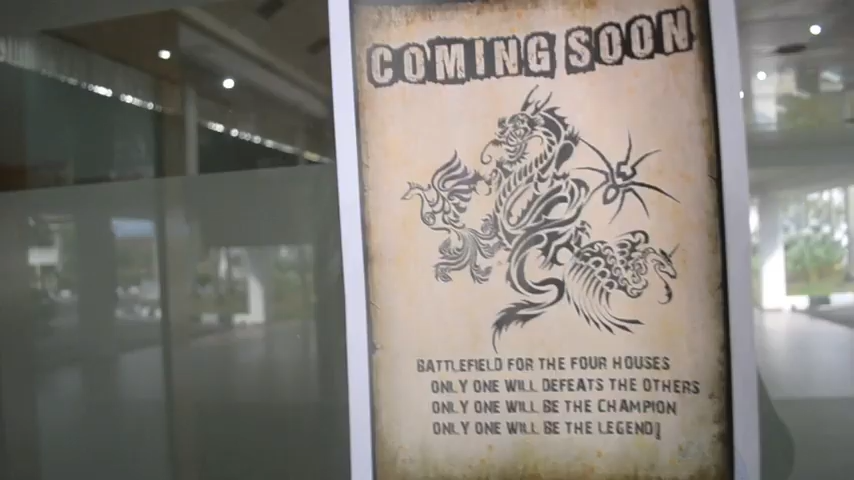 COMING SOON
BATTLEFIELD FOR THE FOUR HOUSES
ONLY ONE WILL DEFEATS THE OTHERS
ONLY ONE WILL BE THE CHAMPION
ONLY ONE WILL BE THE LEGEND